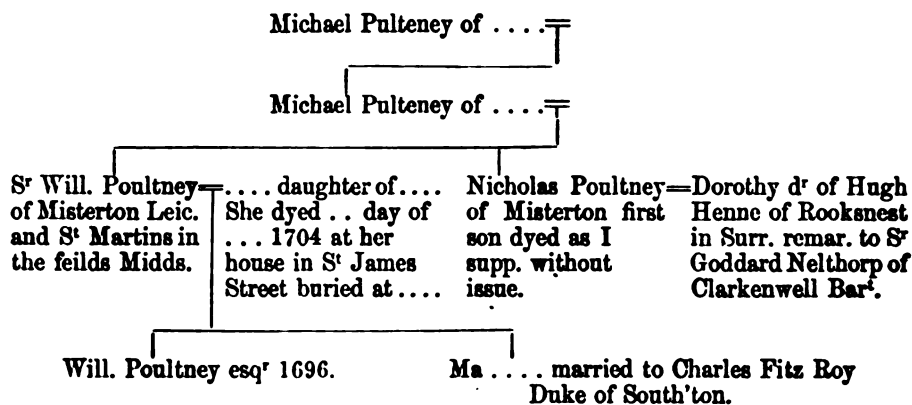 Michael Pulteney of ....
Michael Pulteney of ....
Sʳ Will. Poultney
of Misterton Leic.
and Sᵗ Martins in
the feilds Midds.
.... daughter of ....
She dyed .. day of
... 1704 at her
house in Sᵗ James
Street buried at ....
Nicholas Poultney
of Misterton first
son dyed as I
supp. without
issue.
Dorothy dʳ of Hugh
Henne of Rooksnest
in Surr. remar. to Sʳ
Goddard Nelthorp of
Clarkenwell Barᵗ.
Will. Poultney esqʳ 1696.
Ma .... married to Charles Fitz Roy
Duke of South'ton.